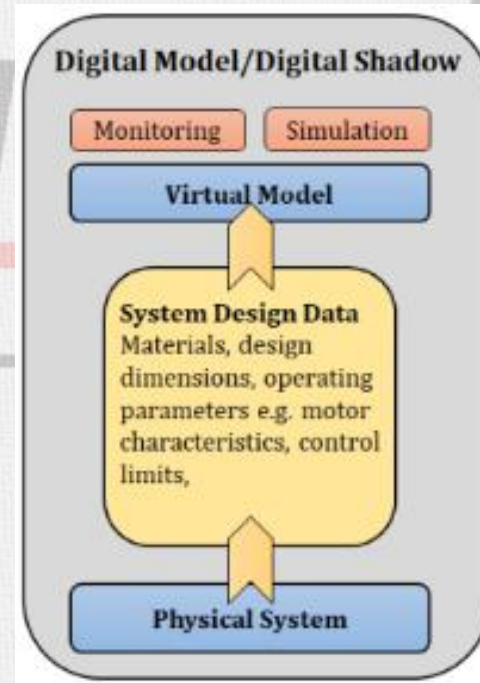 Digital Model/Digital Shadow
Monitoring
Simulation
Virtual Model
System Design Data
Materials, design
dimensions, operating
parameters e.g. motor
characteristics, control
limits,
Physical System